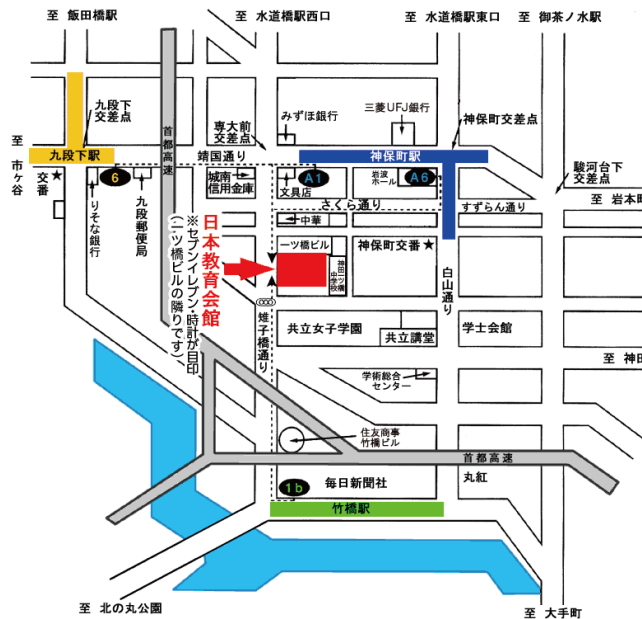 至 飯田橋駅
至 水道橋駅西口
至 水道橋駅東口
至 御茶ノ水駅
九段下
交差点
首都高速
専大前
交差点
みずほ銀行
三菱UFJ銀行
神保町交差点
至 市ヶ谷
九段下駅
靖国通り
神保町駅
駿河台下
交差点
交番★
6
りそな銀行
九段郵便局
城南
信用金庫
A1
文具店
岩波
ホール
A6
さくら通り
すずらん通り
至 岩本
中華
一ツ橋ビル
神保町交番★
神田一ツ橋
中学校
白山通り
日本教育会館
※セブンイレブン・時計が目印
(一ツ橋ビルの隣りです)
雉子橋通り
共立女子学園
共立講堂
学士会館
至 神田
学術総合
センター
住友商事
竹橋ビル
首都高速
1b
毎日新聞社
丸紅
竹橋駅
至 北の丸公園
至 大手町